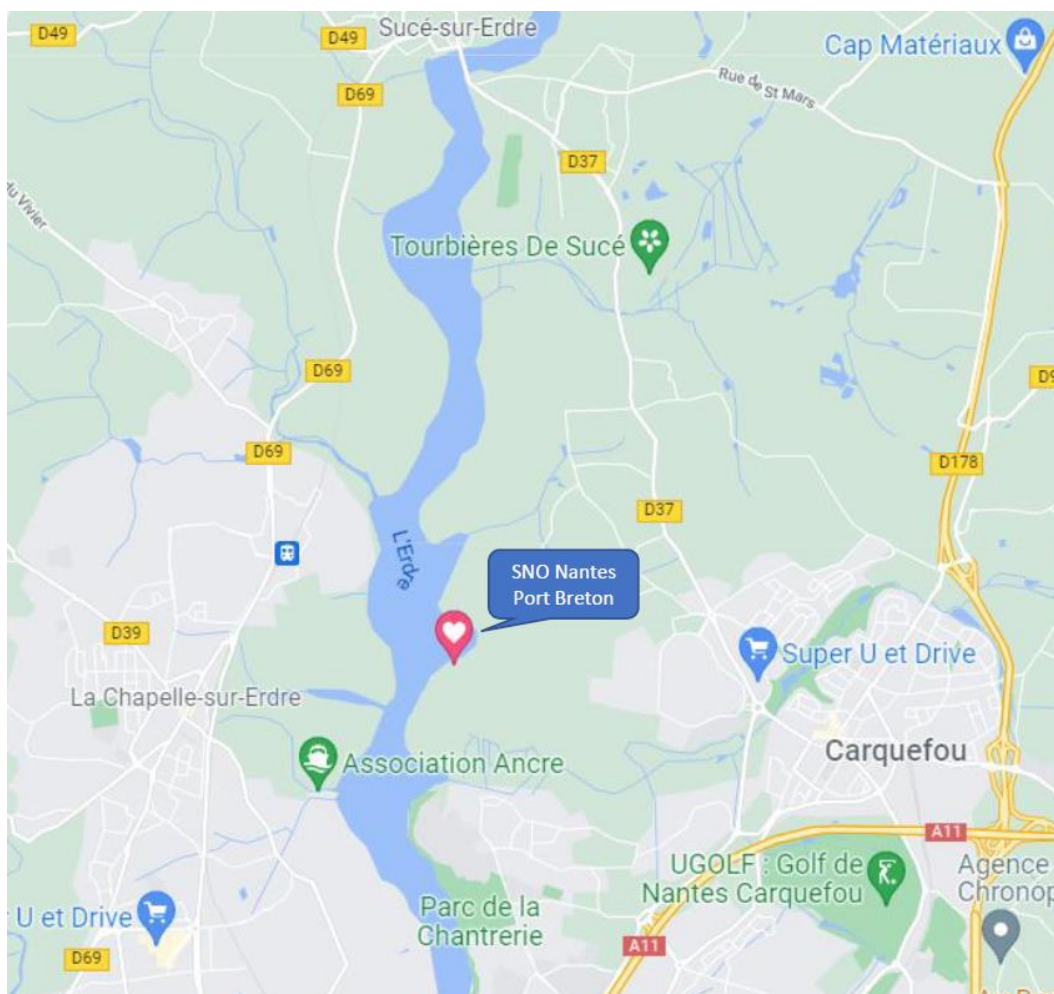 D49
D49
Sucé-sur-Erdre
Cap Matériaux
Rue de St Mars
D69
D37
du Vivier
Tourbières De Sucé
D69
D9
D69
D178
D37
L'Erdre
SNO Nantes
Port Breton
D39
Super U et Drive
La Chapelle-sur-Erdre
Carquefou
Association Ancre
A11
UGOLF : Golf de
Nantes Carquefou
Agence
Chronop
U et Drive
Parc de la
Chantrerie
A11
D69